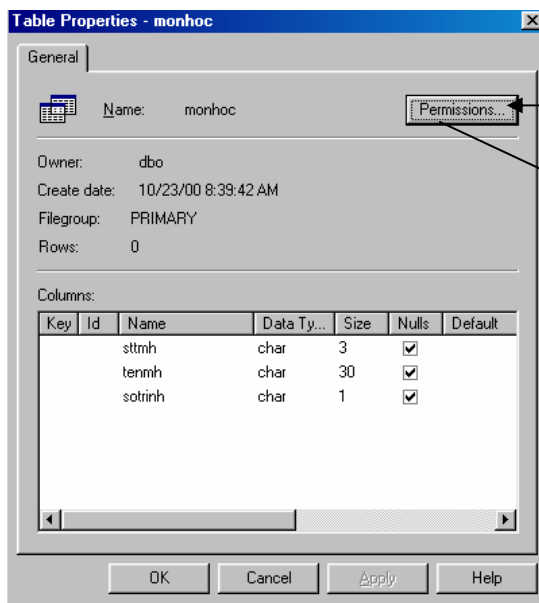 Table Properties - monhoc
General
Name: monhoc
Permissions...
Owner: dbo
Create date: 10/23/00 8:39:42 AM
Filegroup: PRIMARY
Rows: 0
Columns:
Key Id Name Data Ty... Size Nulls Default
sttmh char 3
tenmh char 30
sotrinh char 1
OK Cancel Apply Help